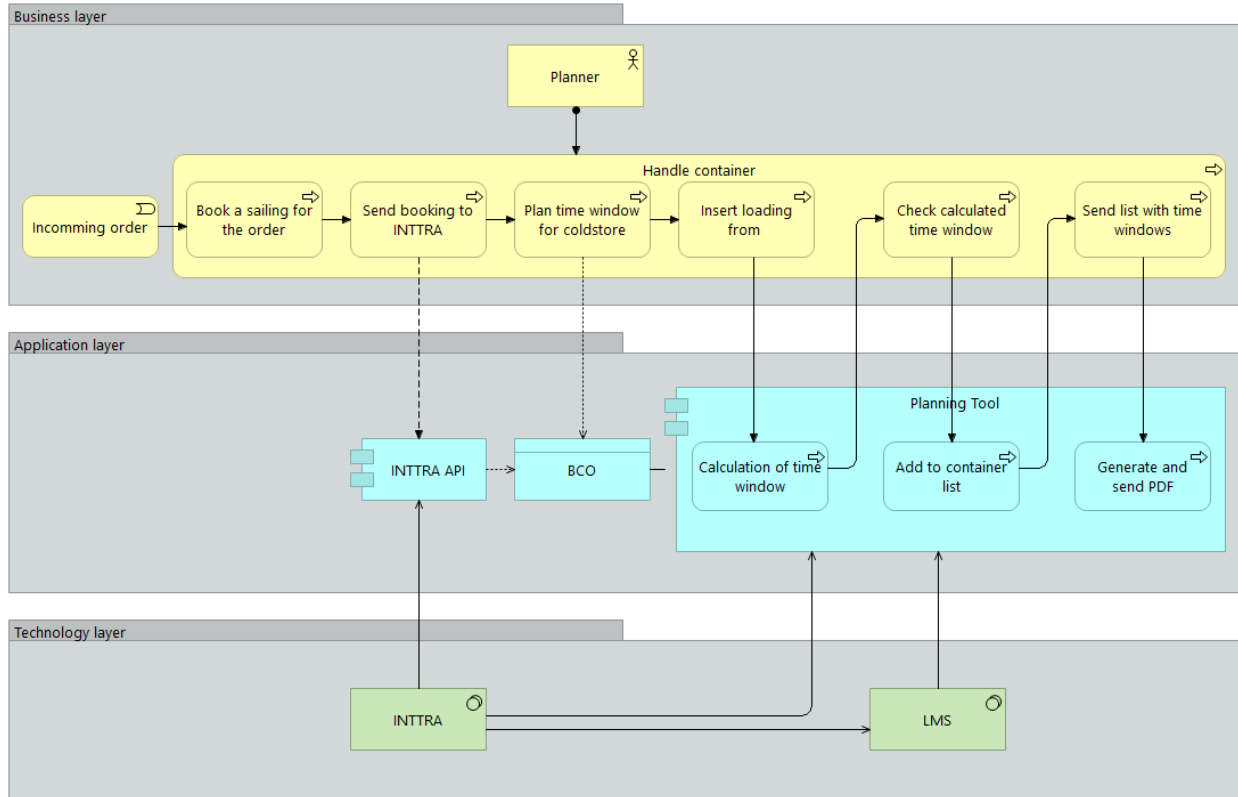 Business layer
Planner
Handle container
Incomming order
Book a sailing for
the order
Send booking to
INTTRA
Plan time window
for coldstore
Insert loading
from
Check calculated
time window
Send list with time
windows
Application layer
Planning Tool
INTTRA API
BCO
Calculation of time
window
Add to container
list
Generate and
send PDF
Technology layer
INTTRA
LMS